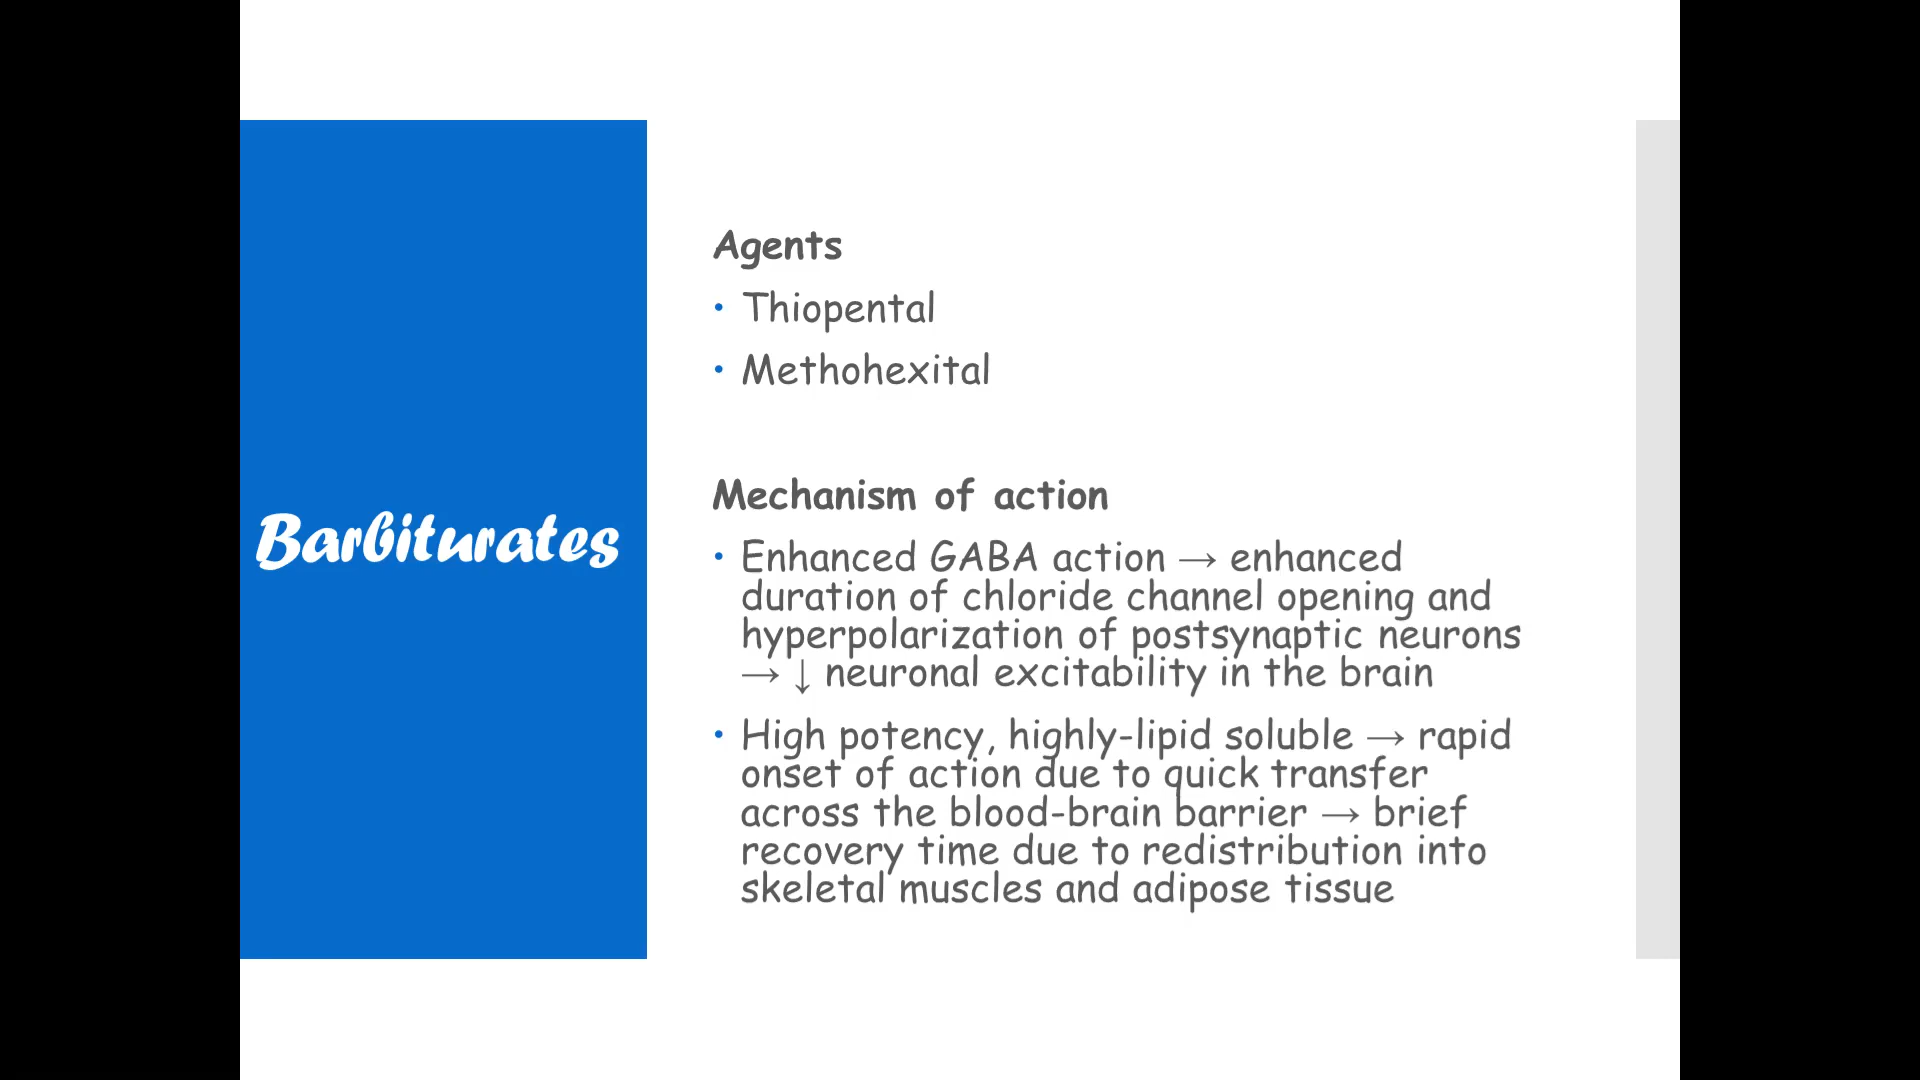 Barbiturates
Agents
• Thiopental
• Methohexital
Mechanism of action
• Enhanced GABA action → enhanced
duration of chloride channel opening and
hyperpolarization of postsynaptic neurons
→ ↓ neuronal excitability in the brain
• High potency, highly-lipid soluble → rapid
onset of action due to quick transfer
across the blood-brain barrier → brief
recovery time due to redistribution into
skeletal muscles and adipose tissue